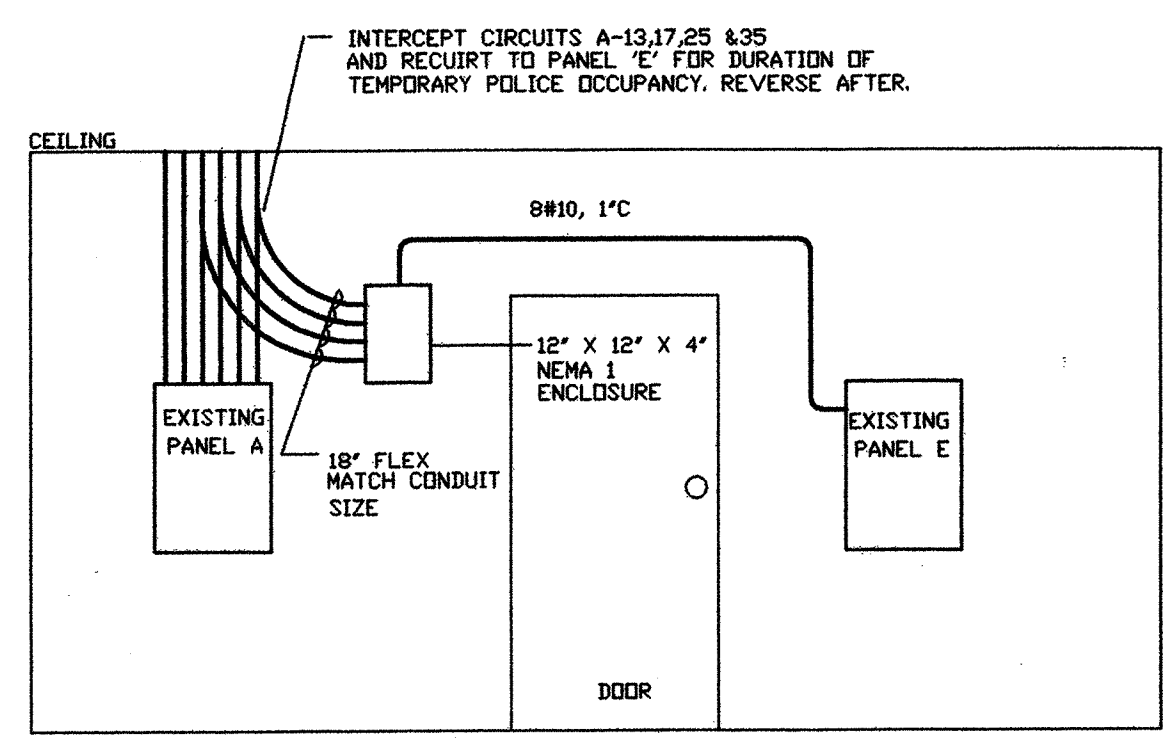 INTERCEPT CIRCUITS A-13,17,25 &35
AND RECUIRT TO PANEL 'E' FOR DURATION OF
TEMPORARY POLICE OCCUPANCY. REVERSE AFTER.
CEILING
8#10, 1"C
12" X 12" X 4"
NEMA 1
ENCLOSURE
EXISTING
PANEL A
EXISTING
PANEL E
18" FLEX
MATCH CONDUIT
SIZE
DOOR